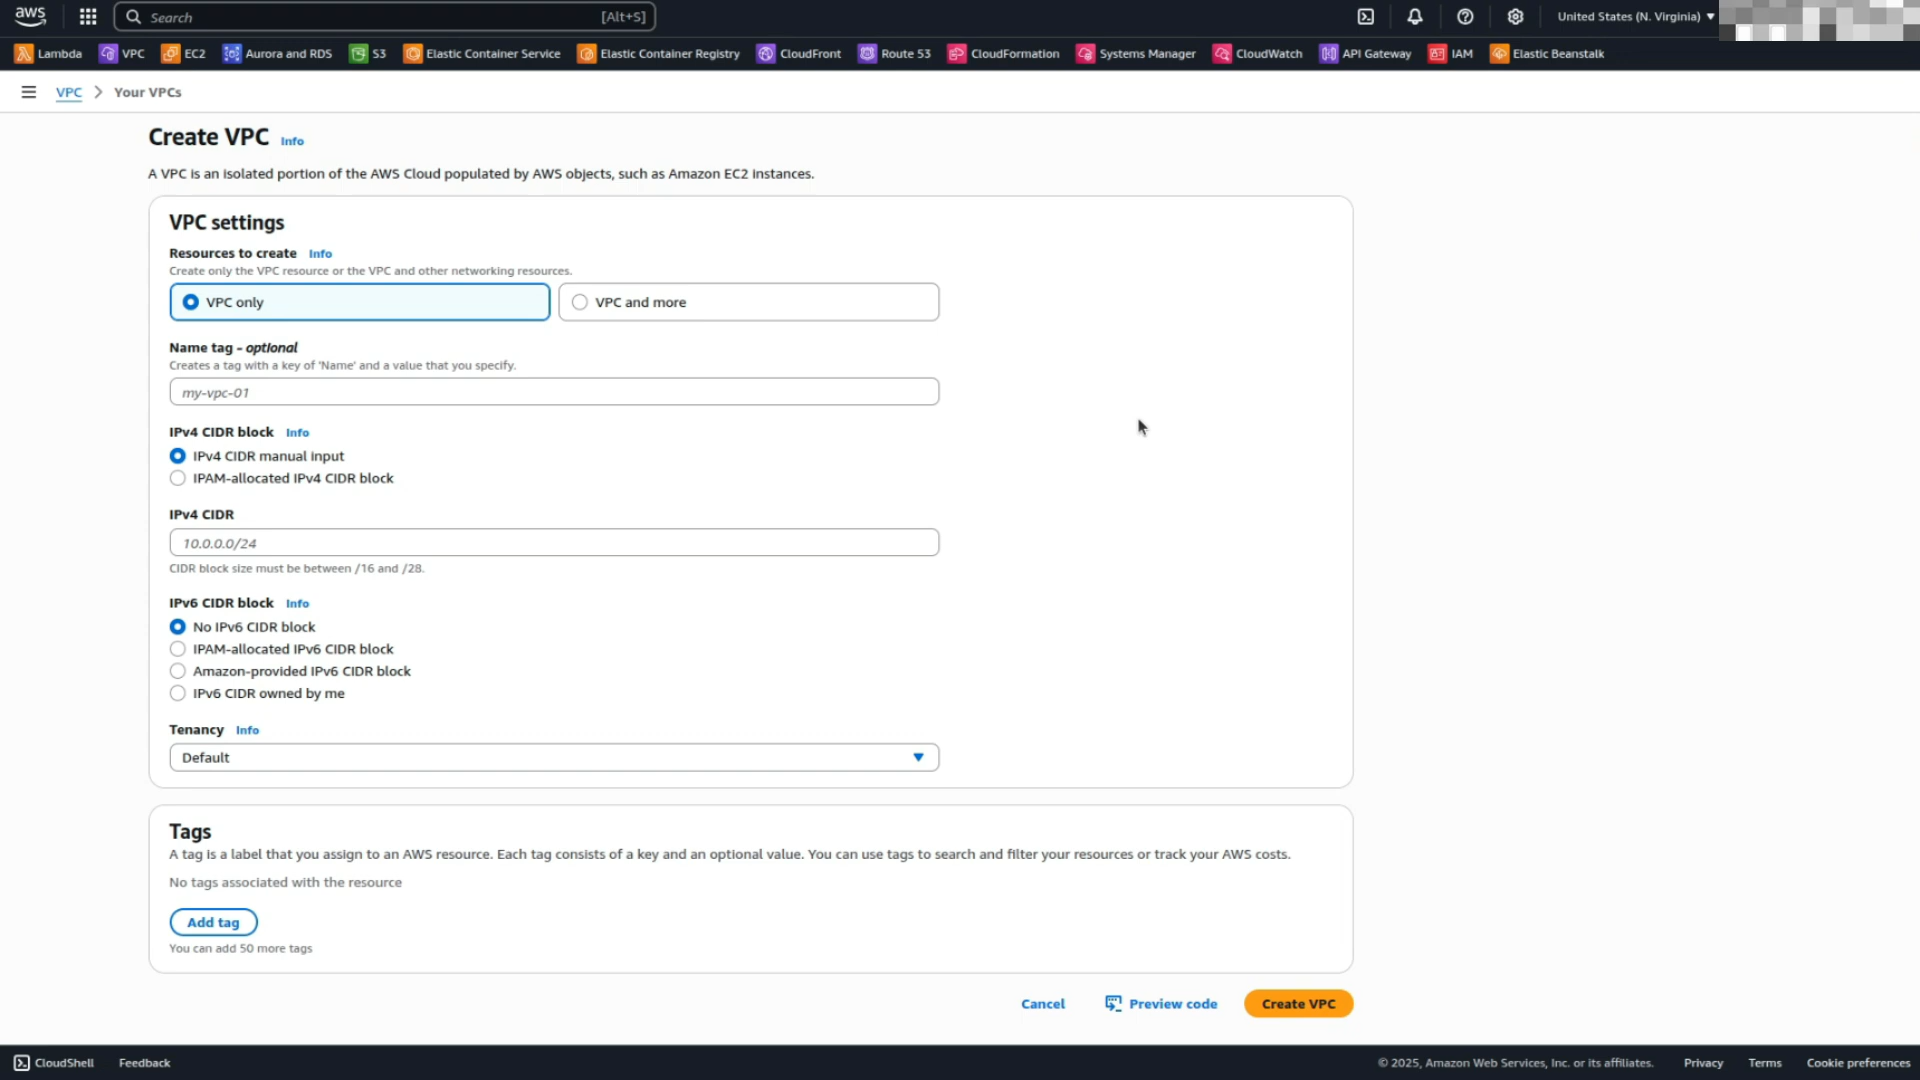 aws Search [Alt+S] United States (N. Virginia)
Lambda VPC EC2 Aurora and RDS S3 Elastic Container Service Elastic Container Registry CloudFront Route 53 CloudFormation Systems Manager CloudWatch API Gateway IAM Elastic Beanstalk
VPC Your VPCs
Create VPC Info
A VPC is an isolated portion of the AWS Cloud populated by AWS objects, such as Amazon EC2 instances.
VPC settings
Resources to create Info
Create only the VPC resource or the VPC and other networking resources.
VPC only VPC and more
Name tag - optional
Creates a tag with a key of 'Name' and a value that you specify.
my-vpc-01
IPv4 CIDR block Info
IPv4 CIDR manual input
IPAM-allocated IPv4 CIDR block
IPv4 CIDR
10.0.0.0/24
CIDR block size must be between /16 and /28.
IPv6 CIDR block Info
No IPv6 CIDR block
IPAM-allocated IPv6 CIDR block
Amazon-provided IPv6 CIDR block
IPv6 CIDR owned by me
Tenancy Info
Default
Tags
A tag is a label that you assign to an AWS resource. Each tag consists of a key and an optional value. You can use tags to search and filter your resources or track your AWS costs.
No tags associated with the resource
Add tag
You can add 50 more tags
Cancel Preview code Create VPC
CloudShell Feedback © 2025, Amazon Web Services, Inc. or its affiliates. Privacy Terms Cookie preferences